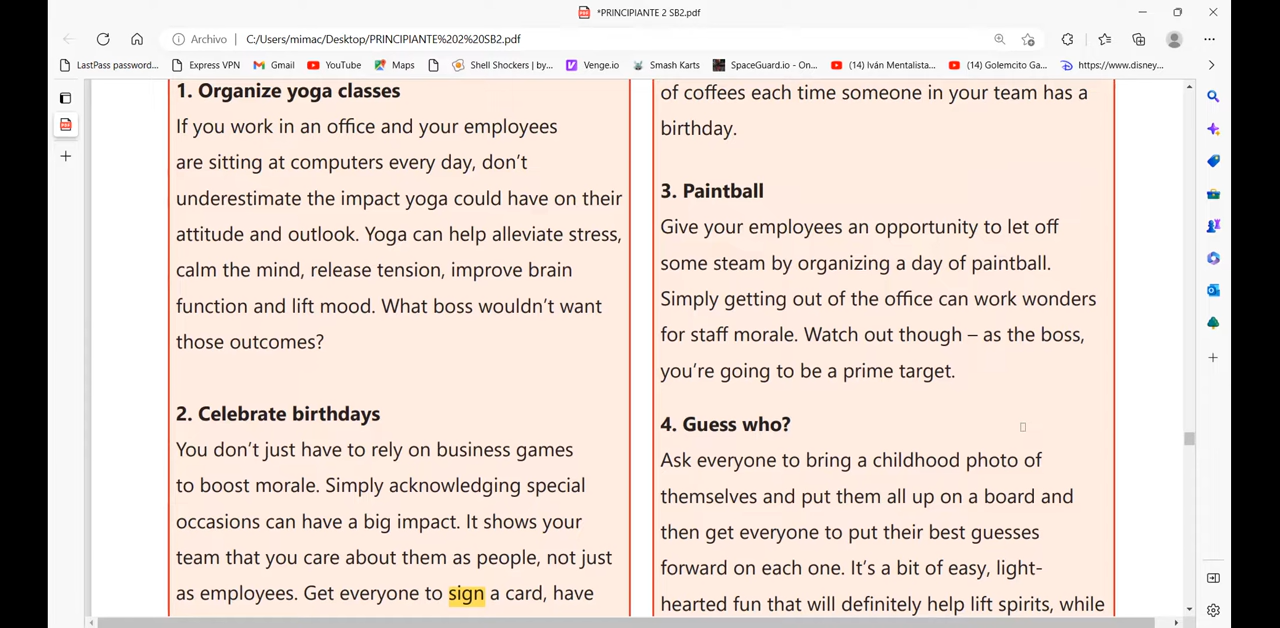 *PRINCIPIANTE 2 SB2.pdf
Archivo C:/Users/mimac/Desktop/PRINCIPIANTE%202%20SB2.pdf
LastPass password... Express VPN Gmail YouTube Maps Shell Shockers | by... Venge.io Smash Karts SpaceGuard.io - On... (14) Iván Mentalista... (14) Golemcito Ga... https://www.disney...
1. Organize yoga classes
If you work in an office and your employees
are sitting at computers every day, don't
underestimate the impact yoga could have on their
attitude and outlook. Yoga can help alleviate stress,
calm the mind, release tension, improve brain
function and lift mood. What boss wouldn't want
those outcomes?
2. Celebrate birthdays
You don't just have to rely on business games
to boost morale. Simply acknowledging special
occasions can have a big impact. It shows your
team that you care about them as people, not just
as employees. Get everyone to sign a card, have
of coffees each time someone in your team has a
birthday.
3. Paintball
Give your employees an opportunity to let off
some steam by organizing a day of paintball.
Simply getting out of the office can work wonders
for staff morale. Watch out though – as the boss,
you're going to be a prime target.
4. Guess who?
Ask everyone to bring a childhood photo of
themselves and put them all up on a board and
then get everyone to put their best guesses
forward on each one. It's a bit of easy, light-
hearted fun that will definitely help lift spirits, while